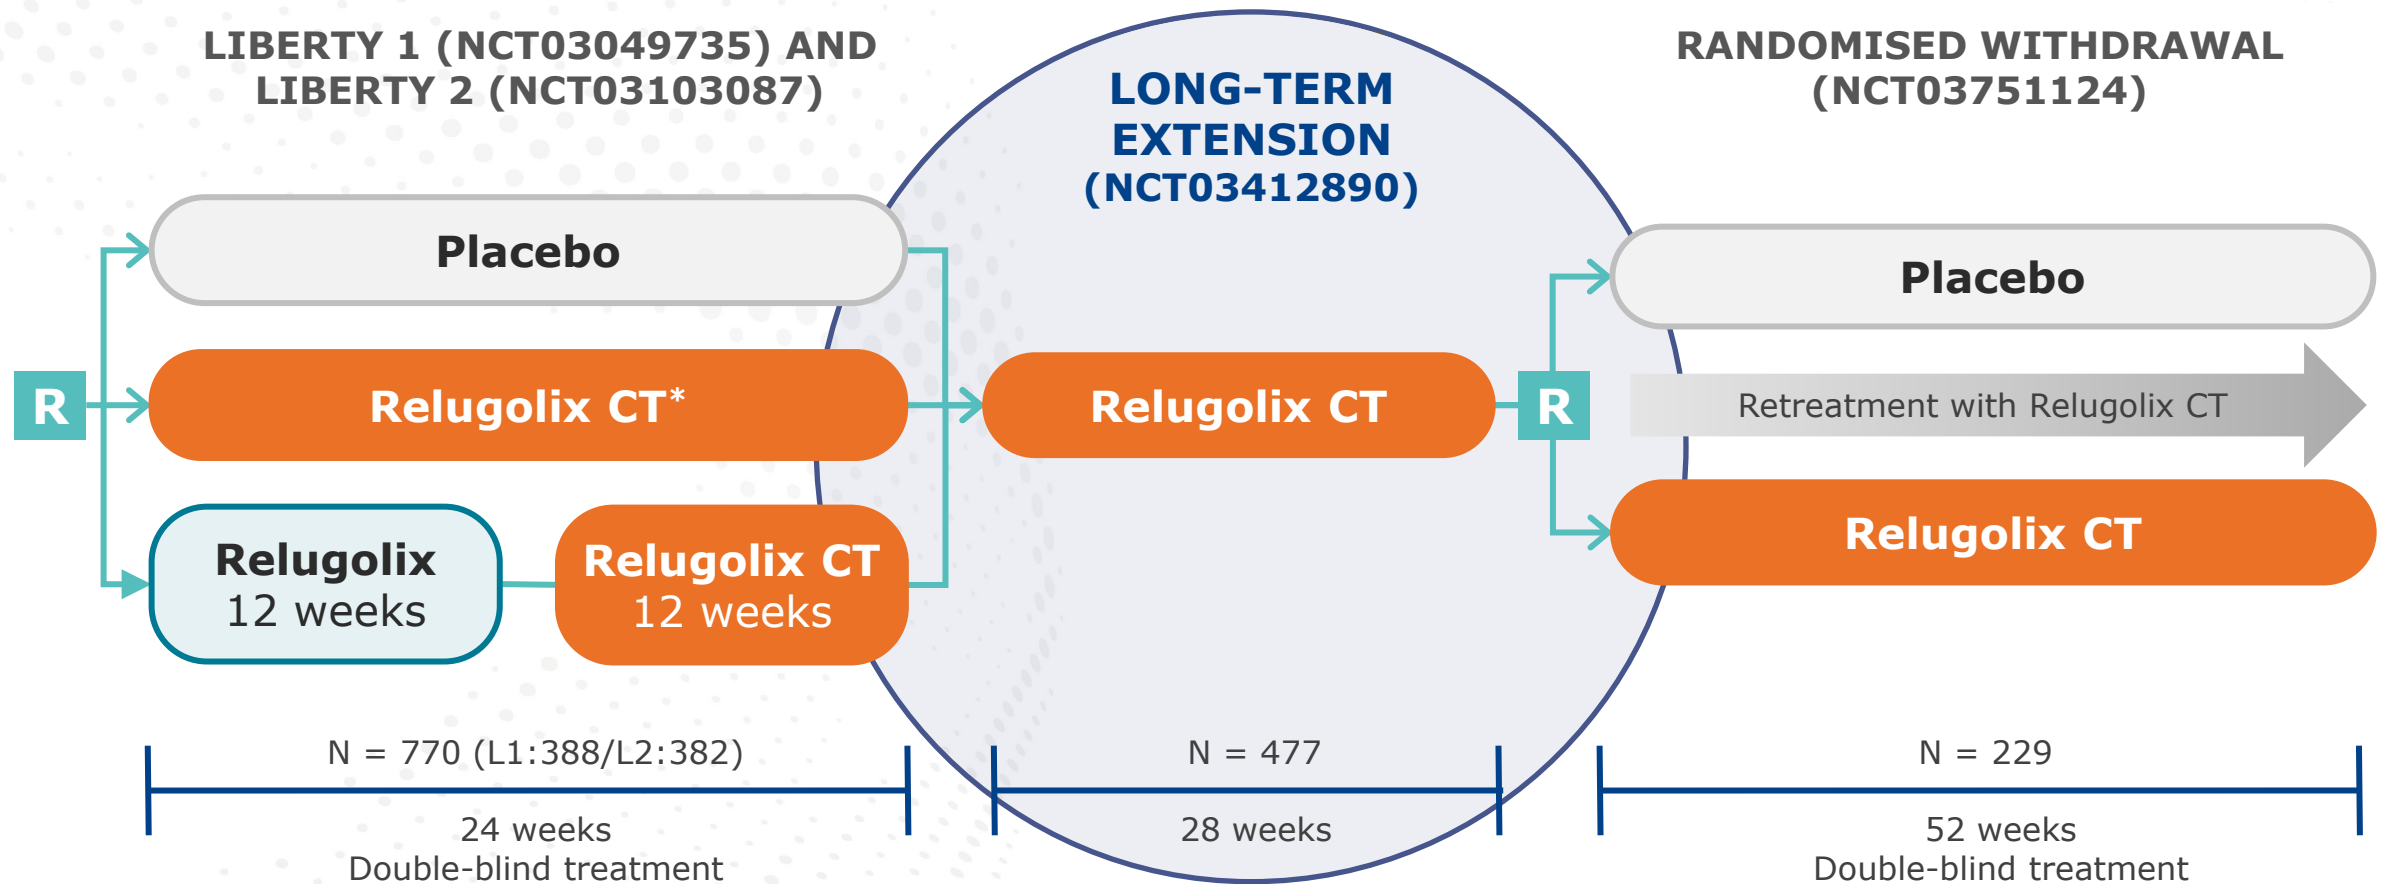 LIBERTY 1 (NCT03049735) AND
LIBERTY 2 (NCT03103087)
LONG-TERM
EXTENSION
(NCT03412890)
RANDOMISED WITHDRAWAL
(NCT03751124)
R
Placebo
Relugolix CT*
Relugolix
12 weeks
Relugolix CT
12 weeks
Relugolix CT
R
Placebo
Retreatment with Relugolix CT
Relugolix CT
N = 770 (L1:388/L2:382)
24 weeks
Double-blind treatment
N = 477
28 weeks
N = 229
52 weeks
Double-blind treatment